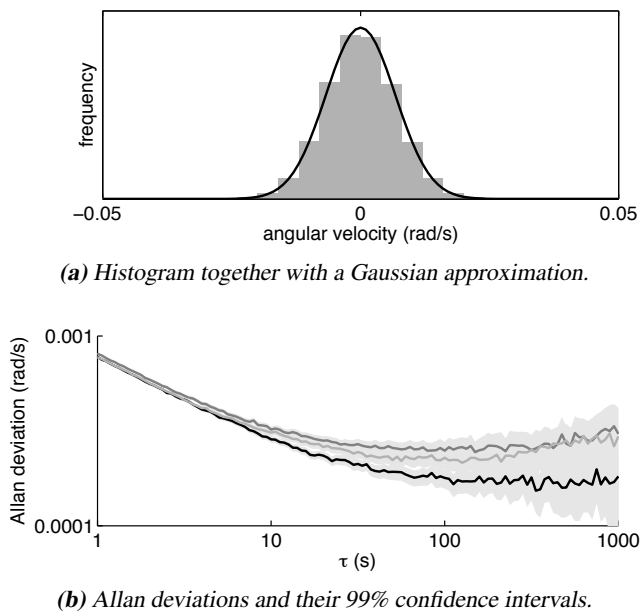 frequency
−0.05
0
0.05
angular velocity (rad/s)
(a) Histogram together with a Gaussian approximation.
Allan deviation (rad/s)
0.001
0.0001
1
10
100
1000
τ (s)
(b) Allan deviations and their 99% confidence intervals.